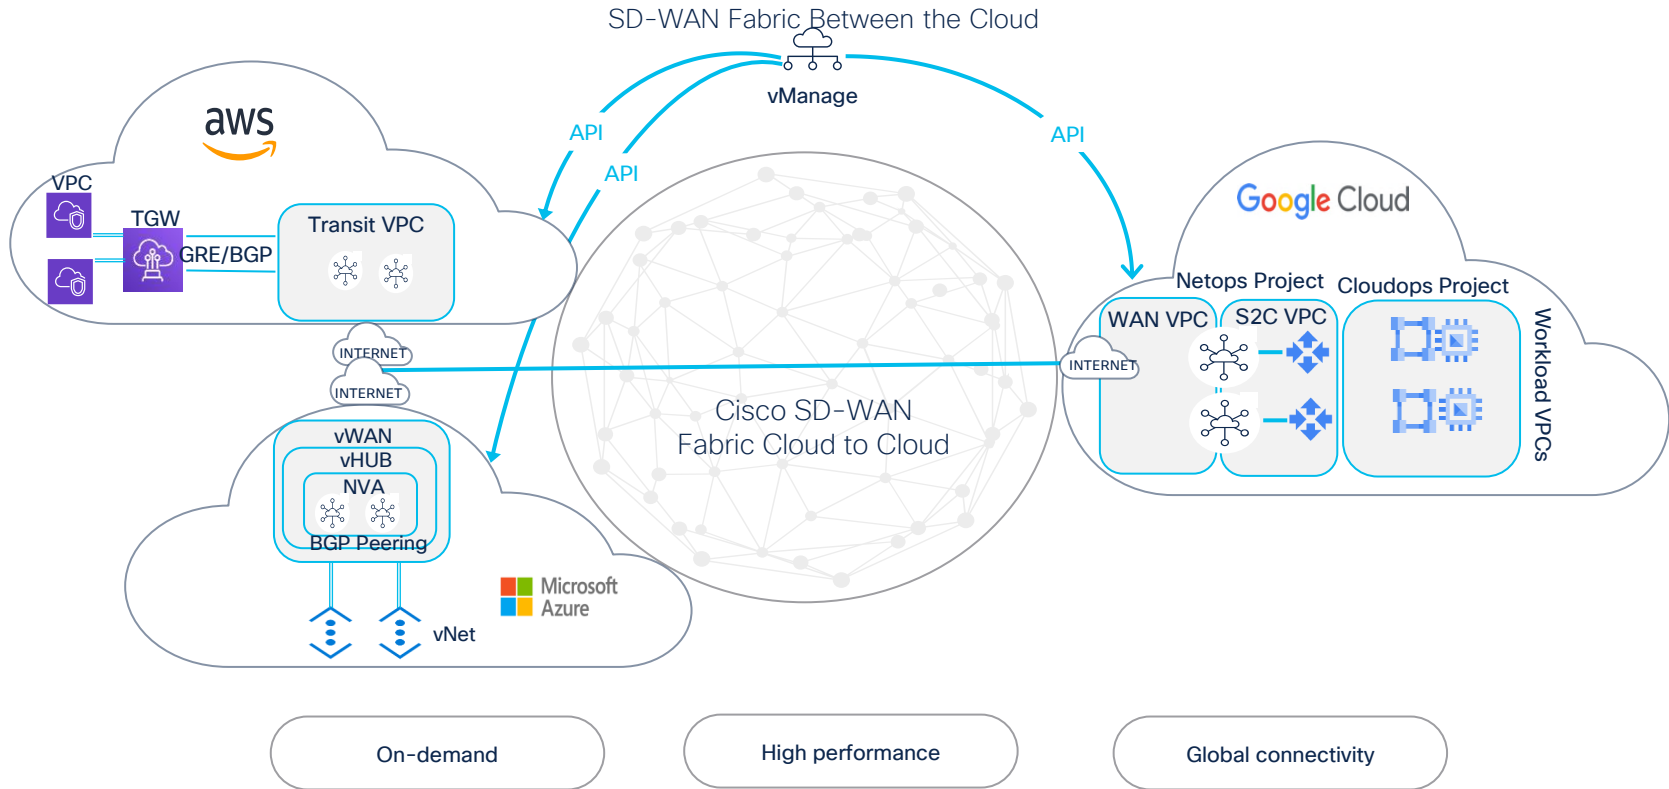 SD-WAN Fabric Between the Cloud
vManage
API
API
API
aws
VPC
TGW
GRE/BGP
Transit VPC
INTERNET
INTERNET
vWAN
vHUB
NVA
BGP Peering
vNet
Microsoft
Azure
Cisco SD-WAN
Fabric Cloud to Cloud
Google Cloud
Netops Project
Cloudops Project
WAN VPC
S2C VPC
INTERNET
Workload VPCs
On-demand
High performance
Global connectivity